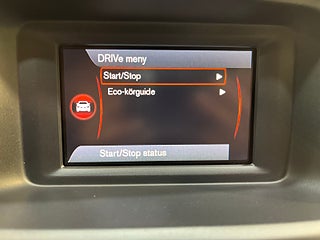 DRIVe meny
Start/Stop
Eco-körguide
Start/Stop status